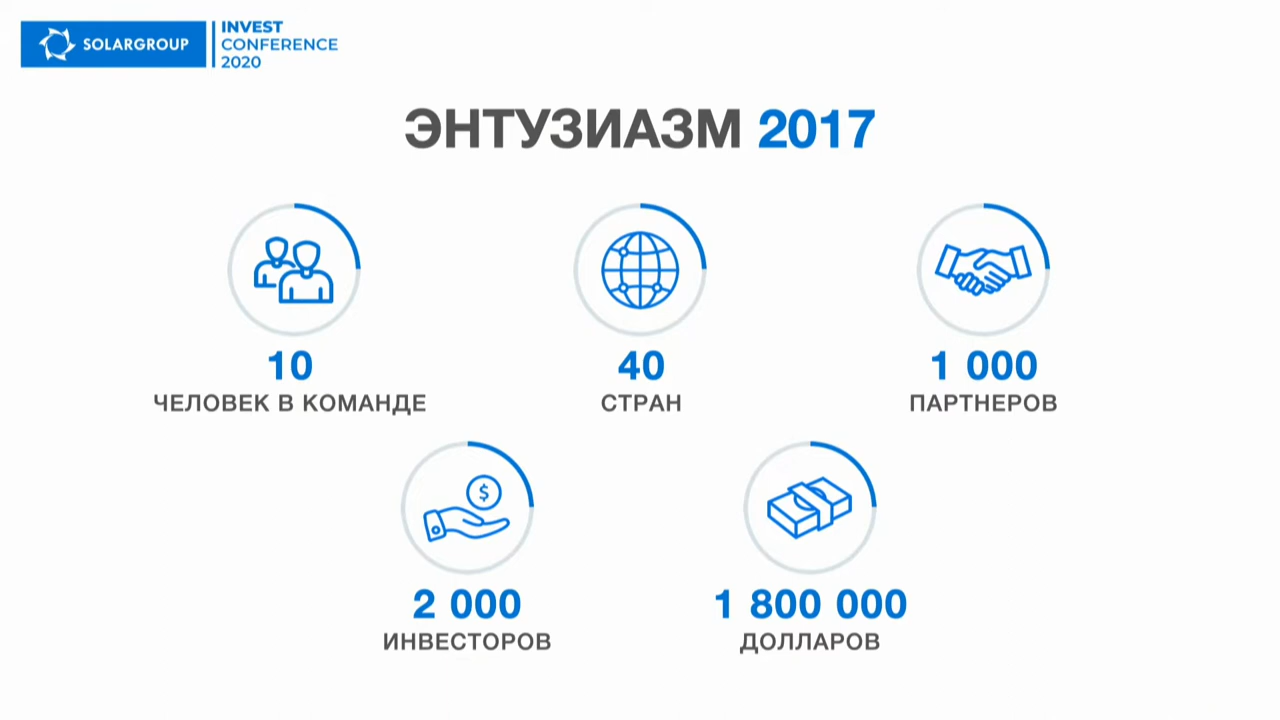 SOLARGROUP
INVEST
CONFERENCE
2020
ЭНТУЗИАЗМ 2017
10
ЧЕЛОВЕК В КОМАНДЕ
40
СТРАН
1 000
ПАРТНЕРОВ
$
2 000
ИНВЕСТОРОВ
1 800 000
ДОЛЛАРОВ